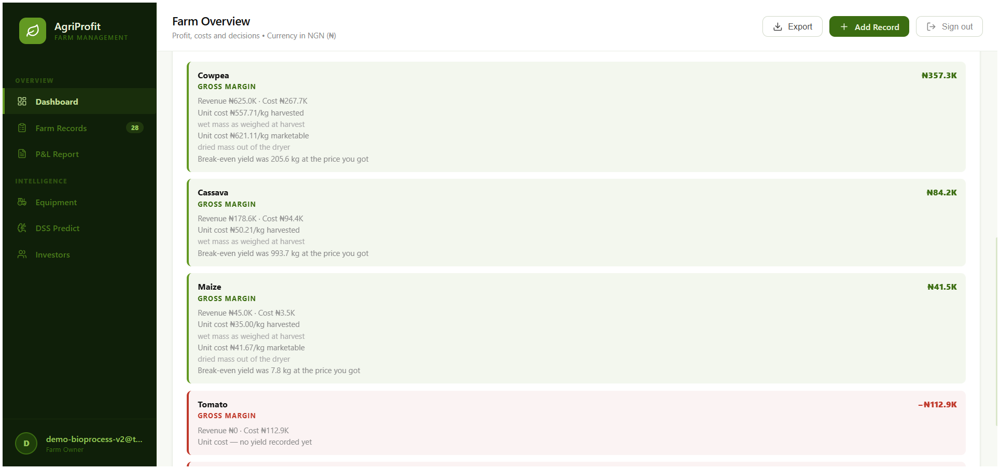 AgriProfit
FARM MANAGEMENT
OVERVIEW
Dashboard
Farm Records
28
P&L Report
INTELLIGENCE
Equipment
DSS Predict
Investors
D
demo-bioprocess-v2@t...
Farm Owner
Farm Overview
Profit, costs and decisions • Currency in NGN (₦)
Export
+ Add Record
Sign out
Cowpea
₦357.3K
GROSS MARGIN
Revenue ₦625.0K · Cost ₦267.7K
Unit cost ₦557.71/kg harvested
wet mass as weighed at harvest
Unit cost ₦621.11/kg marketable
dried mass out of the dryer
Break-even yield was 205.6 kg at the price you got
Cassava
₦84.2K
GROSS MARGIN
Revenue ₦178.6K · Cost ₦94.4K
Unit cost ₦50.21/kg harvested
wet mass as weighed at harvest
Break-even yield was 993.7 kg at the price you got
Maize
₦41.5K
GROSS MARGIN
Revenue ₦45.0K · Cost ₦3.5K
Unit cost ₦35.00/kg harvested
wet mass as weighed at harvest
Unit cost ₦41.67/kg marketable
dried mass out of the dryer
Break-even yield was 7.8 kg at the price you got
Tomato
−₦112.9K
GROSS MARGIN
Revenue ₦0 · Cost ₦112.9K
Unit cost — no yield recorded yet